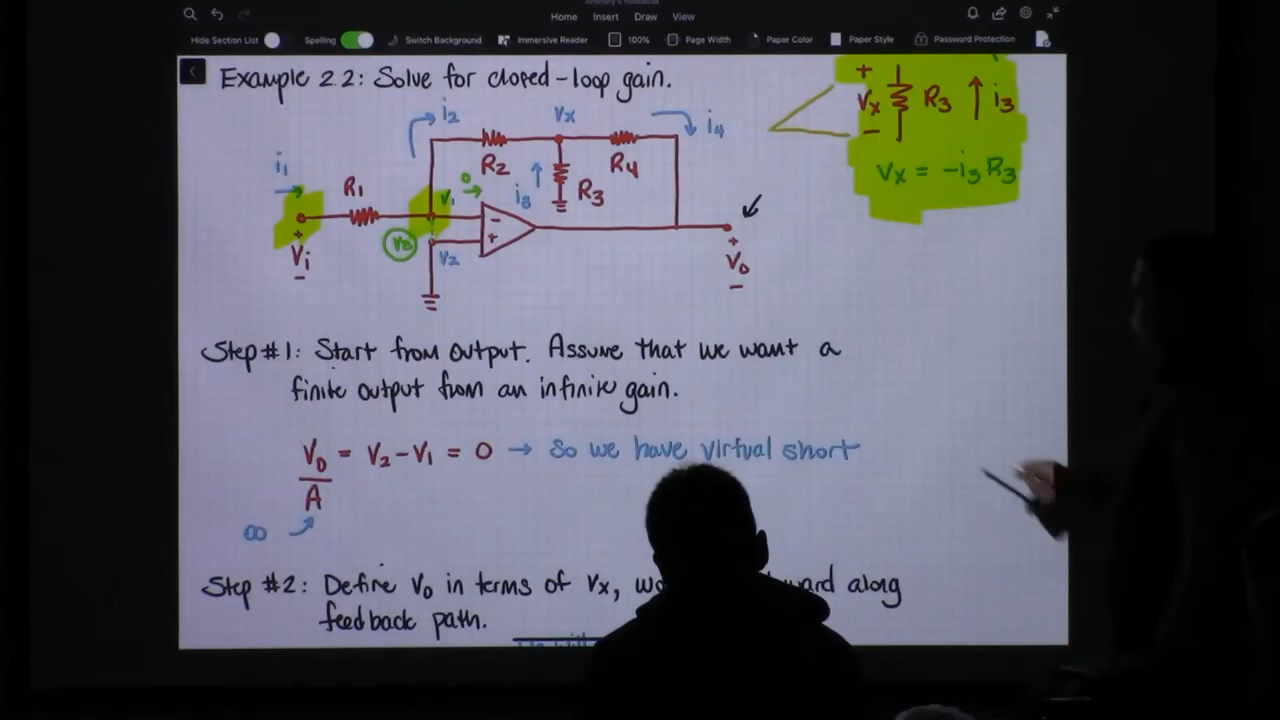 Home Insert Draw View
Hide Section List Spelling Switch Background Immersive Reader 100% Page Width Paper Color Paper Style Password Protection
Example 2.2: Solve for closed-loop gain.
+
Vx R3 i3
-
Vx = -i3 R3
i2 Vx i4
R2 R4
i1 R1 V1 0 i3 R3
+
Vi
-
VB V2
-
+
+
Vo
-
Step #1: Start from output. Assume that we want a
finite output from an infinite gain.
Vo/A = V2 - V1 = 0 → So we have virtual short
∞
Step #2: Define Vo in terms of Vx, along
feedback path.